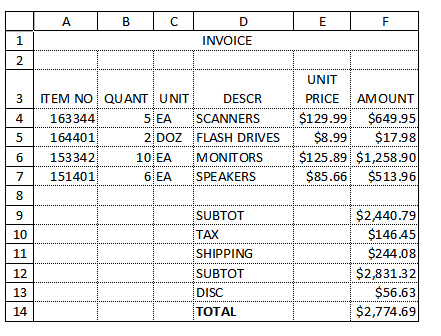 A B C D E F
1 INVOICE
2
UNIT
3 ITEM NO QUANT UNIT DESCR PRICE AMOUNT
4 163344 5 EA SCANNERS $129.99 $649.95
5 164401 2 DOZ FLASH DRIVES $8.99 $17.98
6 153342 10 EA MONITORS $125.89 $1,258.90
7 151401 6 EA SPEAKERS $85.66 $513.96
8
9 SUBTOT $2,440.79
10 TAX $146.45
11 SHIPPING $244.08
12 SUBTOT $2,831.32
13 DISC $56.63
14 TOTAL $2,774.69